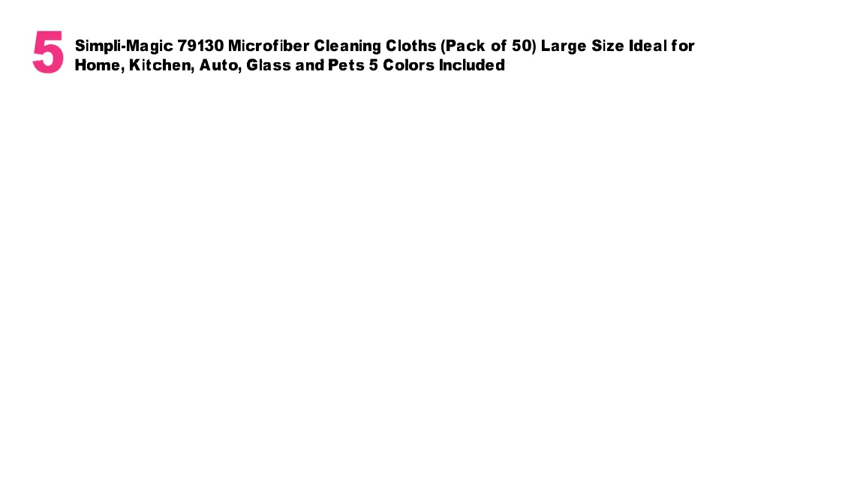 5
Simpli-Magic 79130 Microfiber Cleaning Cloths (Pack of 50) Large Size Ideal for
Home, Kitchen, Auto, Glass and Pets 5 Colors Included